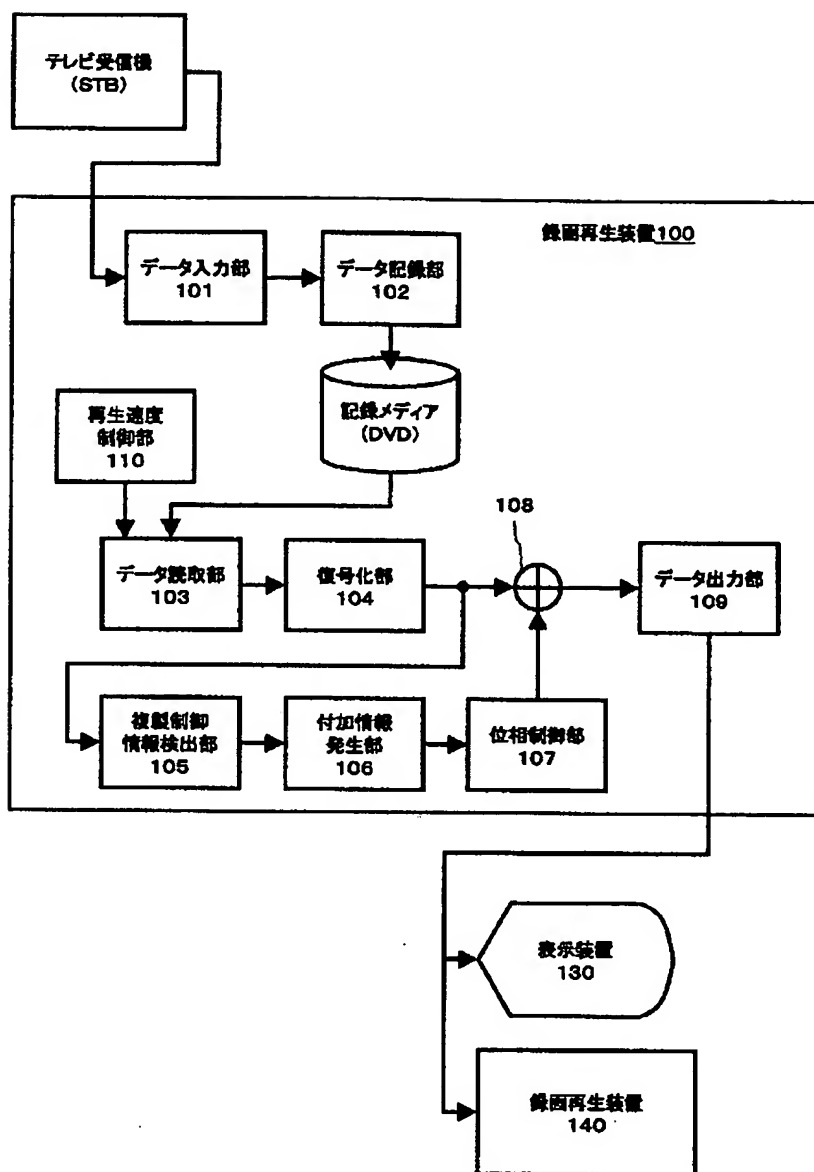 テレビ受信機
(STB)
録画再生装置100
データ入力部
101
データ記録部
102
記録メディア
(DVD)
再生速度
制御部
110
データ読取部
103
復号化部
104
108
データ出力部
109
複製制御
情報検出部
105
付加情報
発生部
106
位相制御部
107
表示装置
130
録画再生装置
140